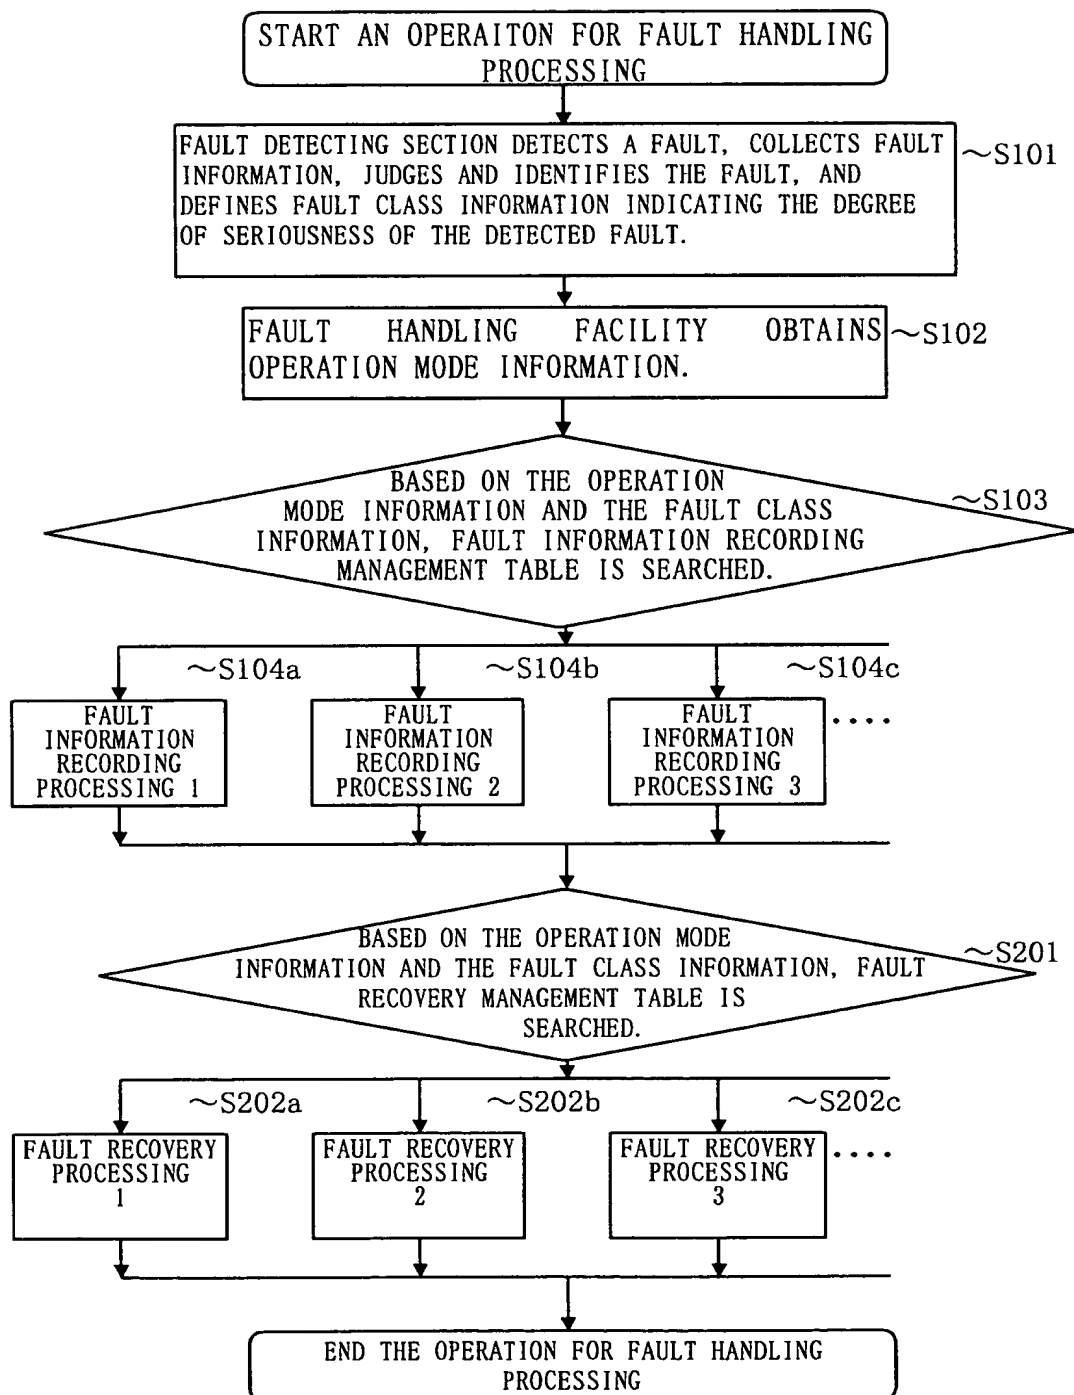 START AN OPERAITON FOR FAULT HANDLING
PROCESSING
FAULT DETECTING SECTION DETECTS A FAULT, COLLECTS FAULT
INFORMATION, JUDGES AND IDENTIFIES THE FAULT, AND
DEFINES FAULT CLASS INFORMATION INDICATING THE DEGREE
OF SERIOUSNESS OF THE DETECTED FAULT.
~S101
FAULT HANDLING FACILITY OBTAINS
OPERATION MODE INFORMATION.
~S102
BASED ON THE OPERATION
MODE INFORMATION AND THE FAULT CLASS
INFORMATION, FAULT INFORMATION RECORDING
MANAGEMENT TABLE IS SEARCHED.
~S103
~S104a
~S104b
~S104c
FAULT
INFORMATION
RECORDING
PROCESSING 1
FAULT
INFORMATION
RECORDING
PROCESSING 2
FAULT
INFORMATION
RECORDING
PROCESSING 3
....
BASED ON THE OPERATION MODE
INFORMATION AND THE FAULT CLASS INFORMATION, FAULT
RECOVERY MANAGEMENT TABLE IS
SEARCHED.
~S201
~S202a
~S202b
~S202c
FAULT RECOVERY
PROCESSING
1
FAULT RECOVERY
PROCESSING
2
FAULT RECOVERY
PROCESSING
3
....
END THE OPERATION FOR FAULT HANDLING
PROCESSING